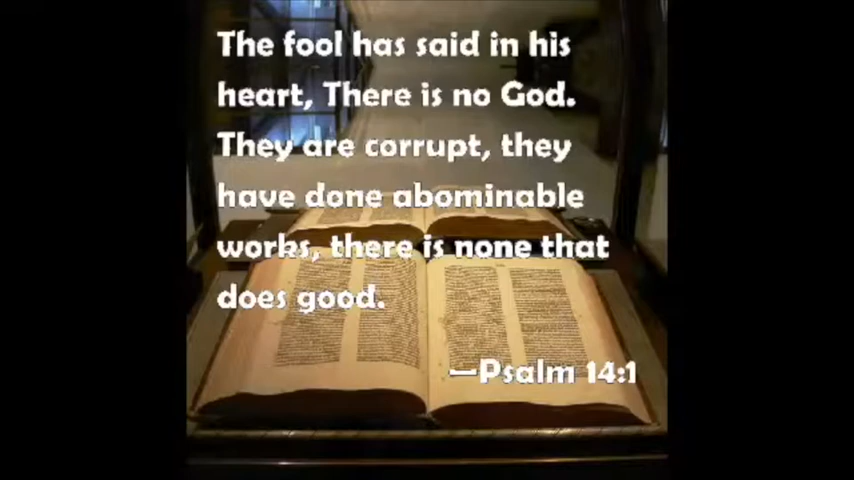 The fool has said in his
heart, There is no God.
They are corrupt, they
have done abominable
works, there is none that
does good.
—Psalm 14:1